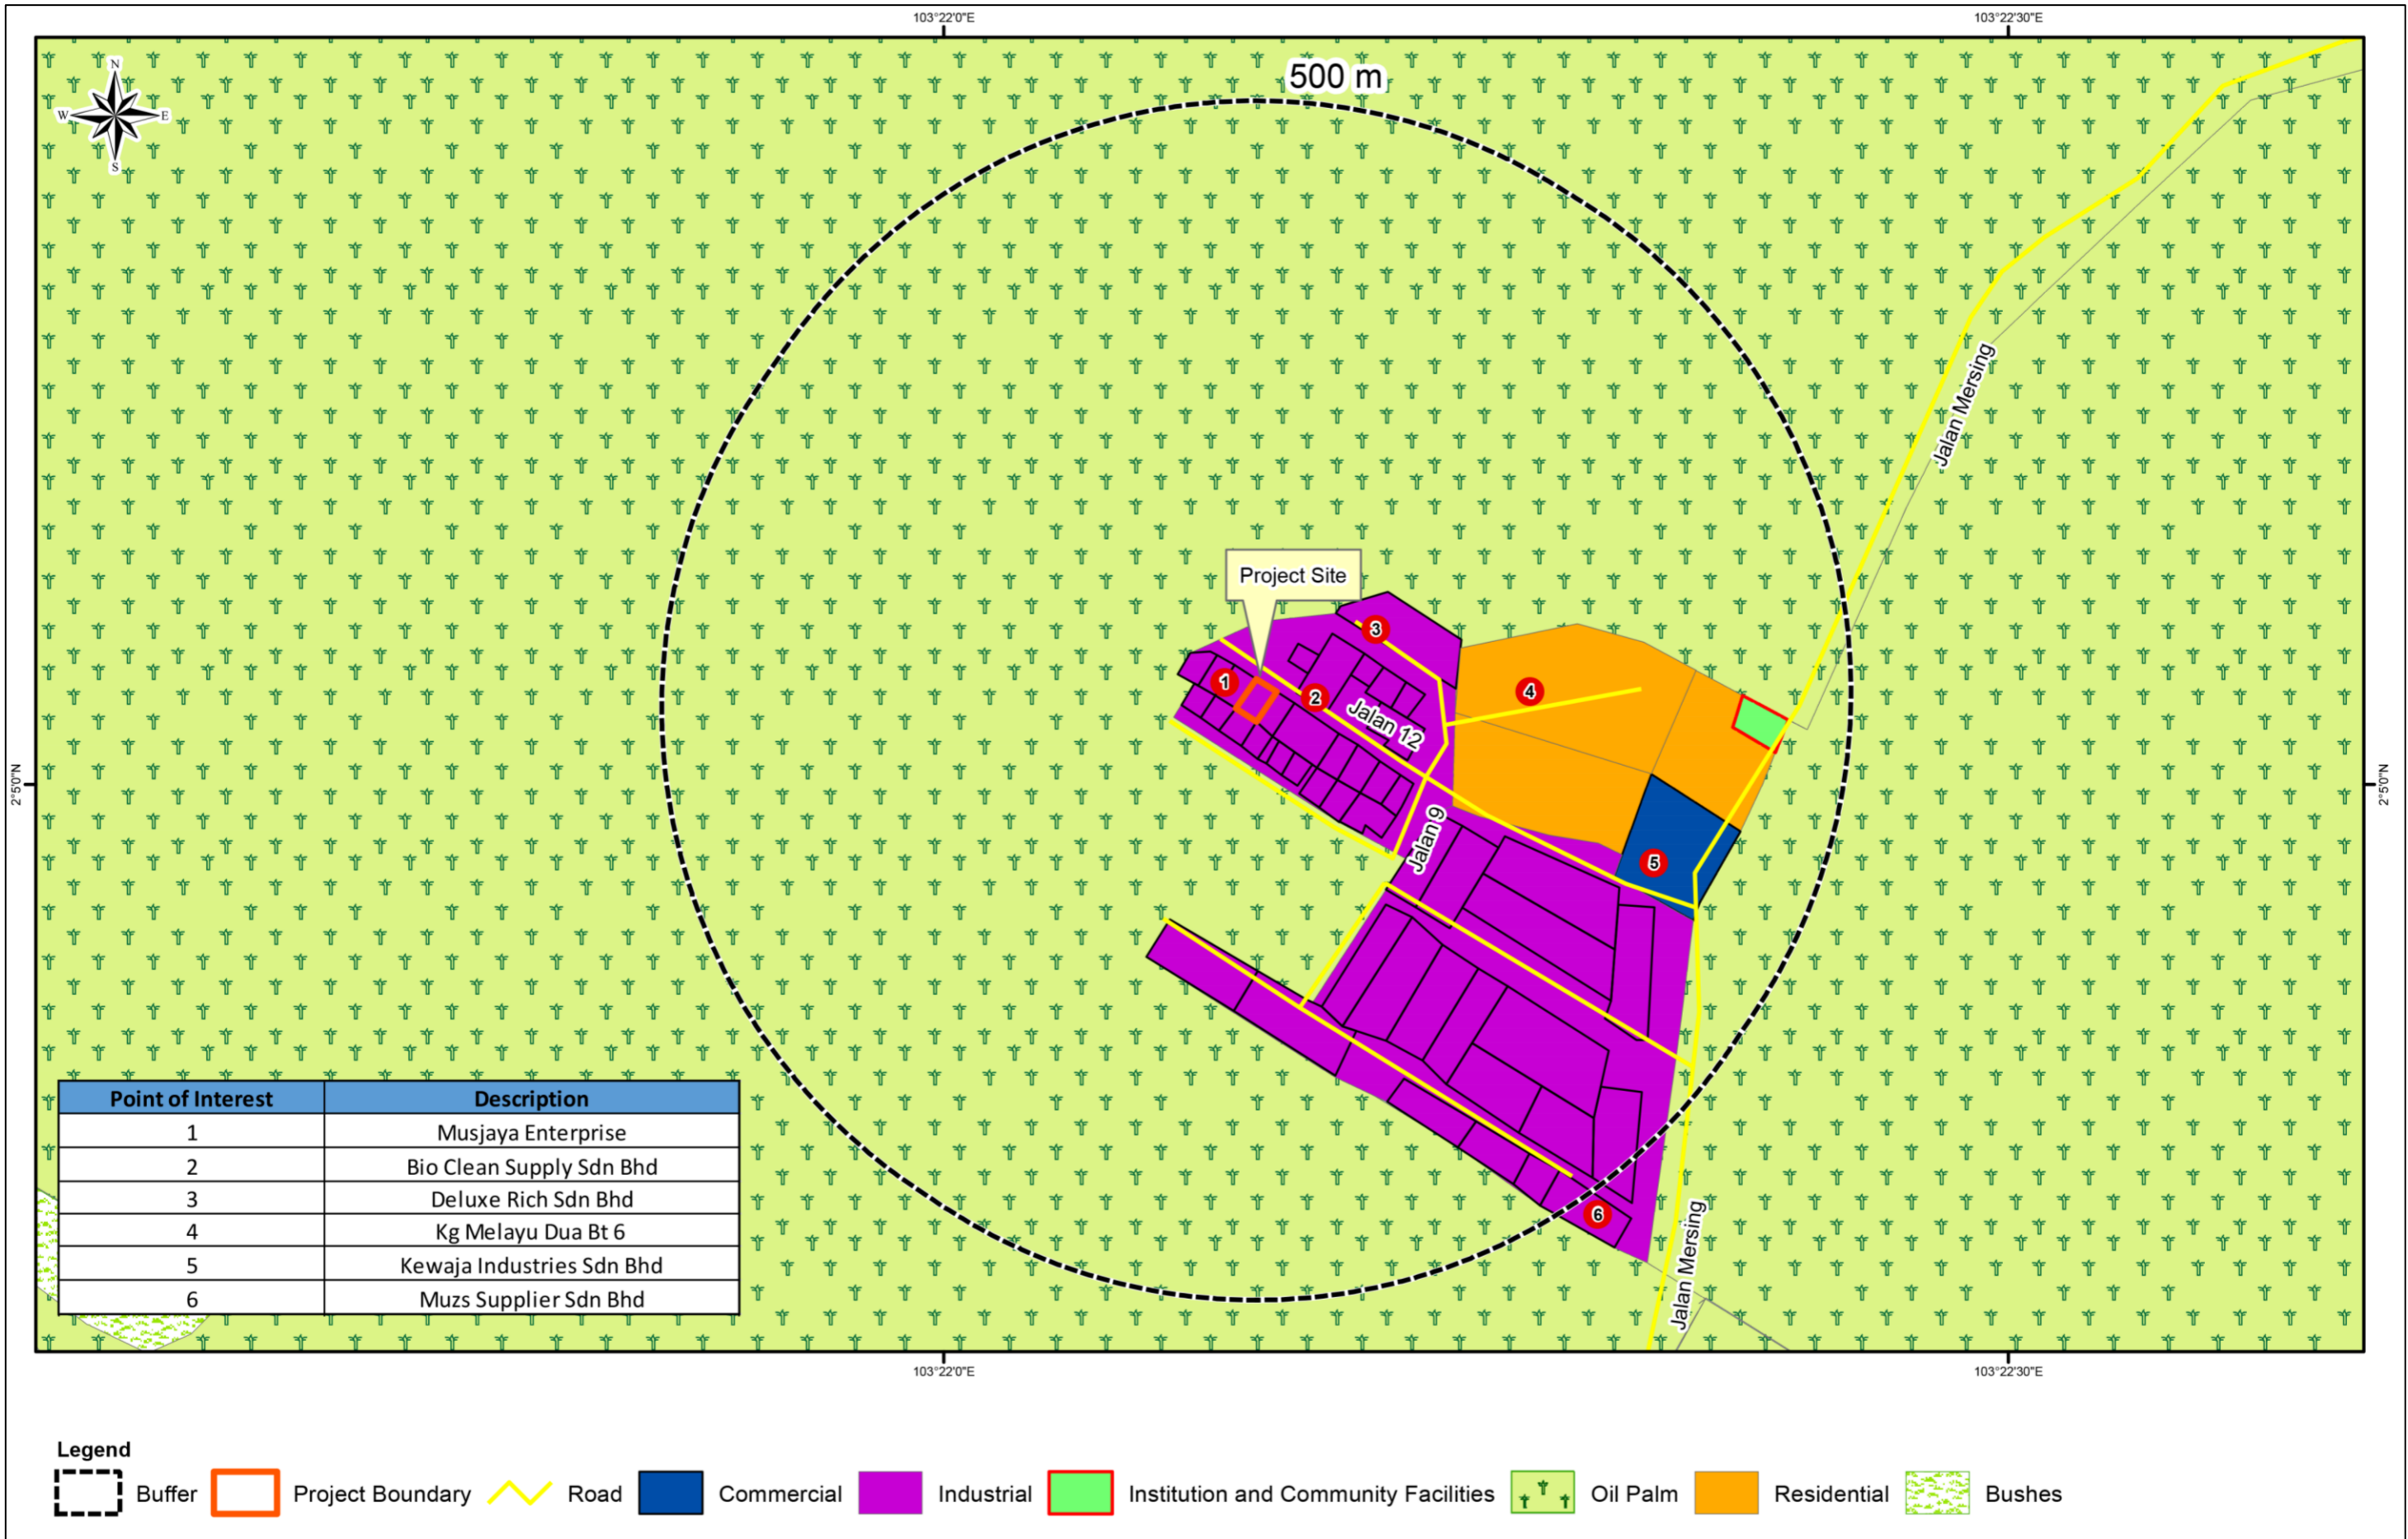 103°22'0"E
103°22'30"E
N
W E
S
500 m
Jalan Mersing
Project Site
3
1
2
4
Jalan 12
2°5'0"N
2°5'0"N
Jalan 9
5
6
Jalan Mersing
Point of Interest Description
1 Musjaya Enterprise
2 Bio Clean Supply Sdn Bhd
3 Deluxe Rich Sdn Bhd
4 Kg Melayu Dua Bt 6
5 Kewaja Industries Sdn Bhd
6 Muzs Supplier Sdn Bhd
103°22'0"E
103°22'30"E
Legend
Buffer Project Boundary Road Commercial Industrial Institution and Community Facilities Oil Palm Residential Bushes